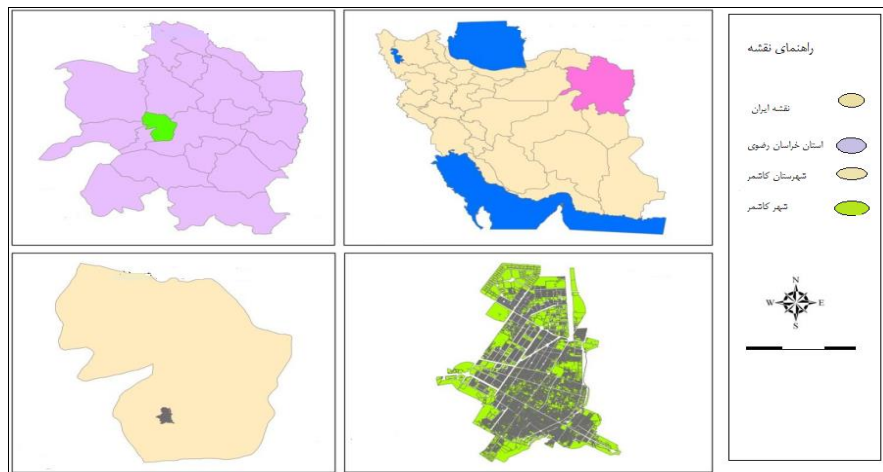 راهنمای نقشه
نقشه ایران
استان خراسان رضوی
شهرستان کاشمر
شهر کاشمر
N
W E
S